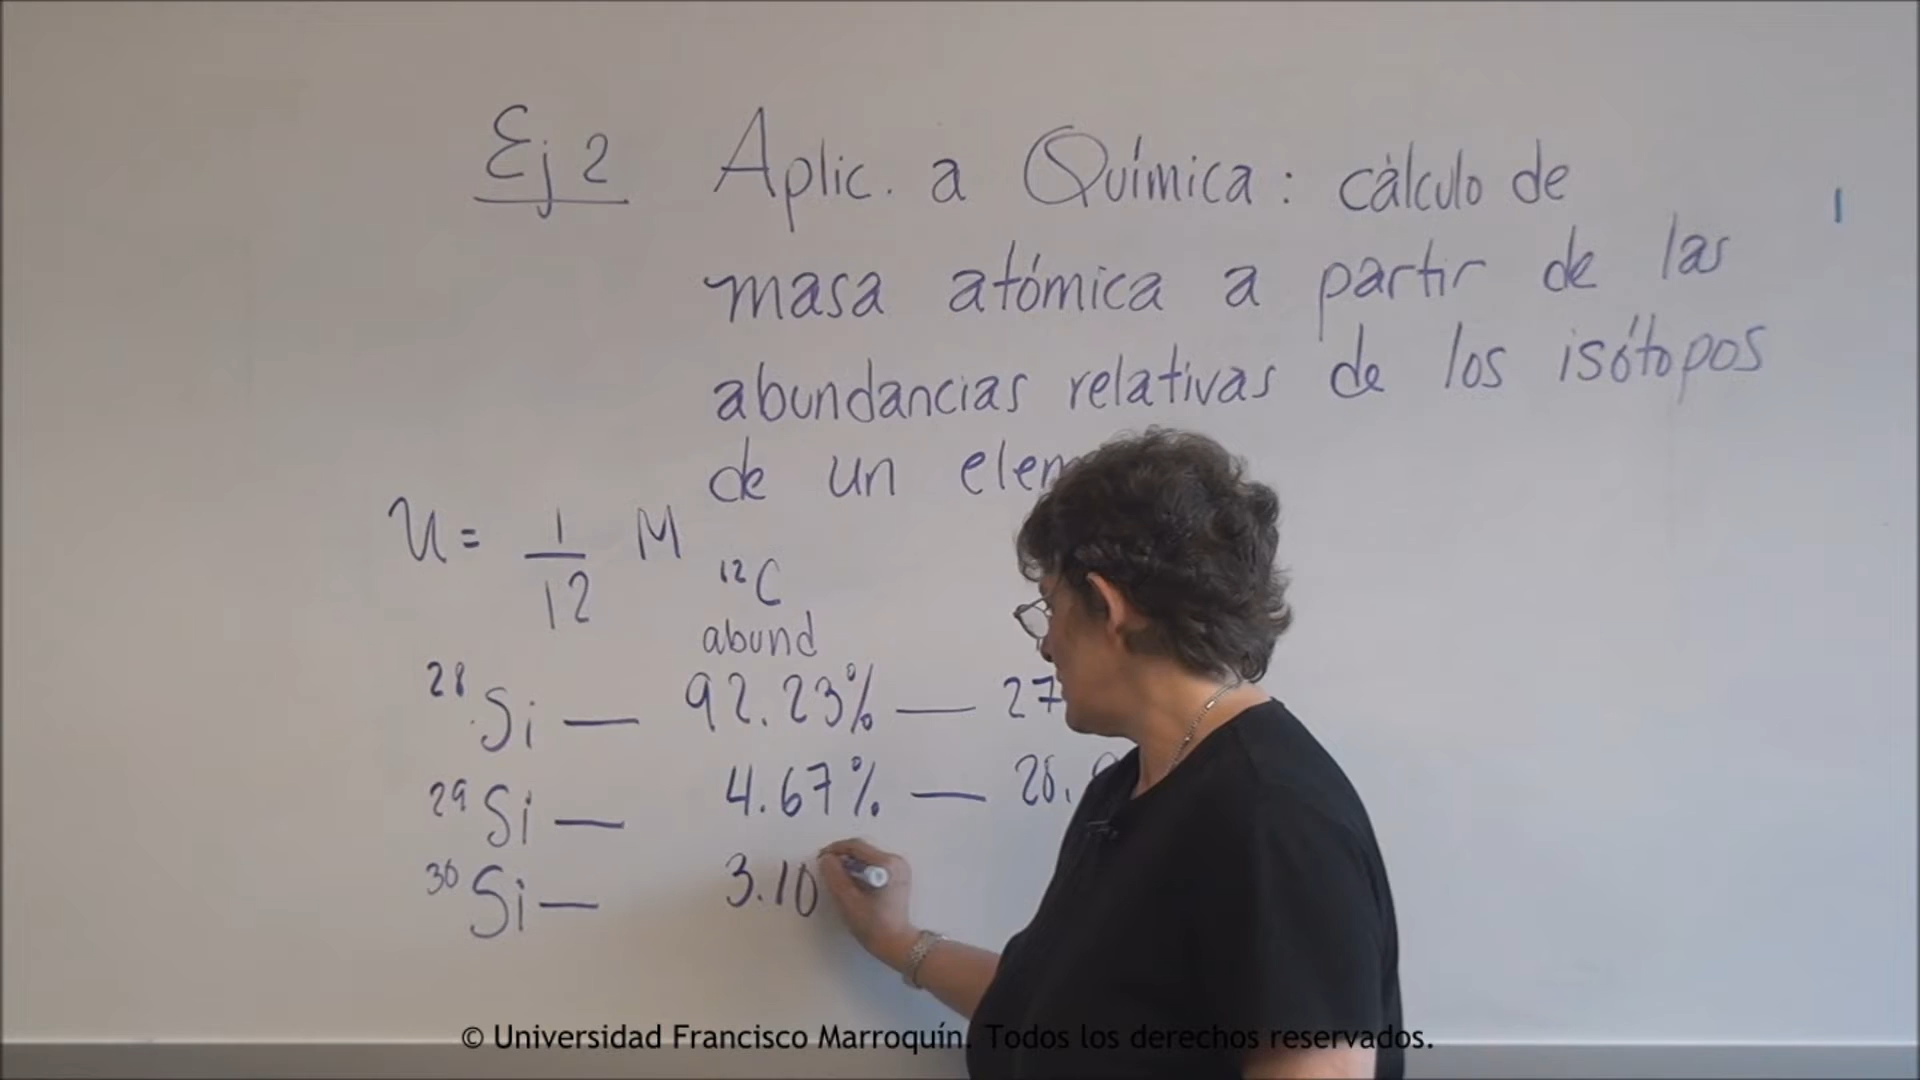 Ej 2 Aplic. a Química: cálculo de
masa atómica a partir de las
abundancias relativas de los isótopos
de un
U = 1/12 M ¹²C
abund
²⁸Si — 92.23% — 27
²⁹Si — 4.67% — 28.
³⁰Si — 3.10
© Universidad Francisco Marroquín. Todos los derechos reservados.